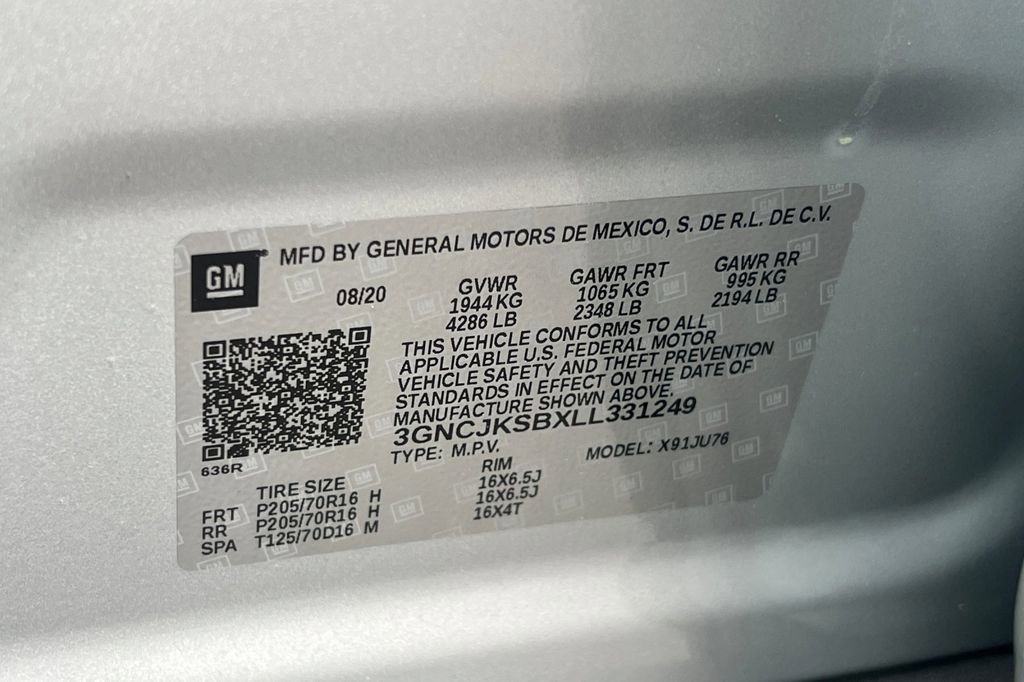 GM
MFD BY GENERAL MOTORS DE MEXICO, S. DE R.L. DE C.V.
08/20
GVWR GAWR FRT GAWR RR
1944 KG 1065 KG 995 KG
4286 LB 2348 LB 2194 LB
THIS VEHICLE CONFORMS TO ALL
APPLICABLE U.S. FEDERAL MOTOR
VEHICLE SAFETY AND THEFT PREVENTION
STANDARDS IN EFFECT ON THE DATE OF
MANUFACTURE SHOWN ABOVE.
3GNCJKSBXLL331249
TYPE: M.P.V. MODEL: X91JU76
636R
TIRE SIZE RIM
FRT P205/70R16 H 16X6.5J
RR P205/70R16 H 16X6.5J
SPA T125/70D16 M 16X4T